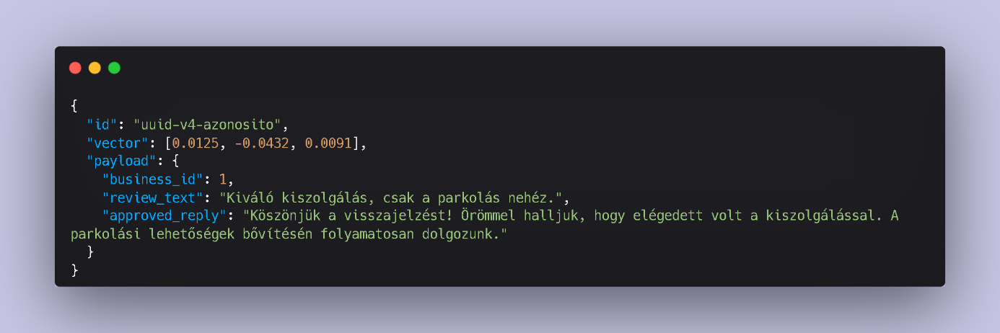 {
  "id": "uuid-v4-azonosito",
  "vector": [0.0125, -0.0432, 0.0091],
  "payload": {
    "business_id": 1,
    "review_text": "Kiváló kiszolgálás, csak a parkolás nehéz.",
    "approved_reply": "Köszönjük a visszajelzést! Örömmel halljuk, hogy elégedett volt a kiszolgálással. A
parkolási lehetőségek bővítésén folyamatosan dolgozunk."
  }
}